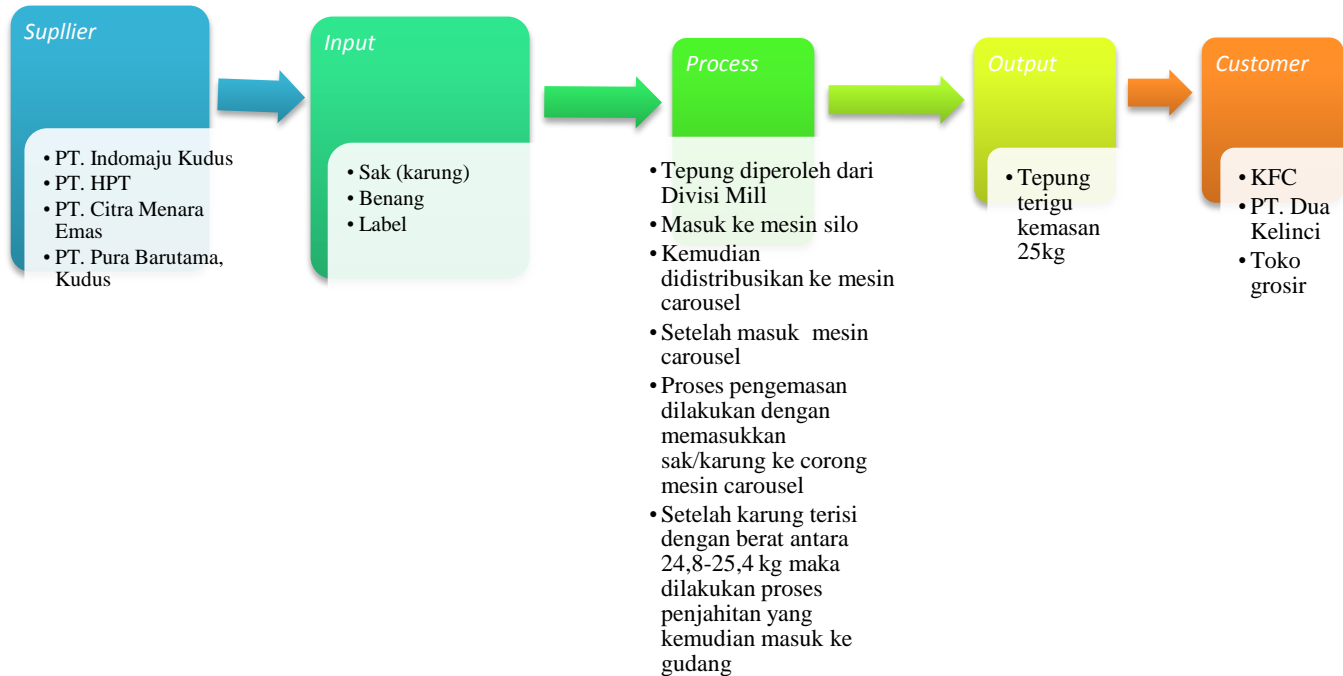 Supllier
• PT. Indomaju Kudus
• PT. HPT
• PT. Citra Menara
Emas
• PT. Pura Barutama,
Kudus
Input
• Sak (karung)
• Benang
• Label
Process
• Tepung diperoleh dari
Divisi Mill
• Masuk ke mesin silo
• Kemudian
didistribusikan ke mesin
carousel
• Setelah masuk mesin
carousel
• Proses pengemasan
dilakukan dengan
memasukkan
sak/karung ke corong
mesin carousel
• Setelah karung terisi
dengan berat antara
24,8-25,4 kg maka
dilakukan proses
penjahitan yang
kemudian masuk ke
gudang
Output
• Tepung
terigu
kemasan
25kg
Customer
• KFC
• PT. Dua
Kelinci
• Toko
grosir